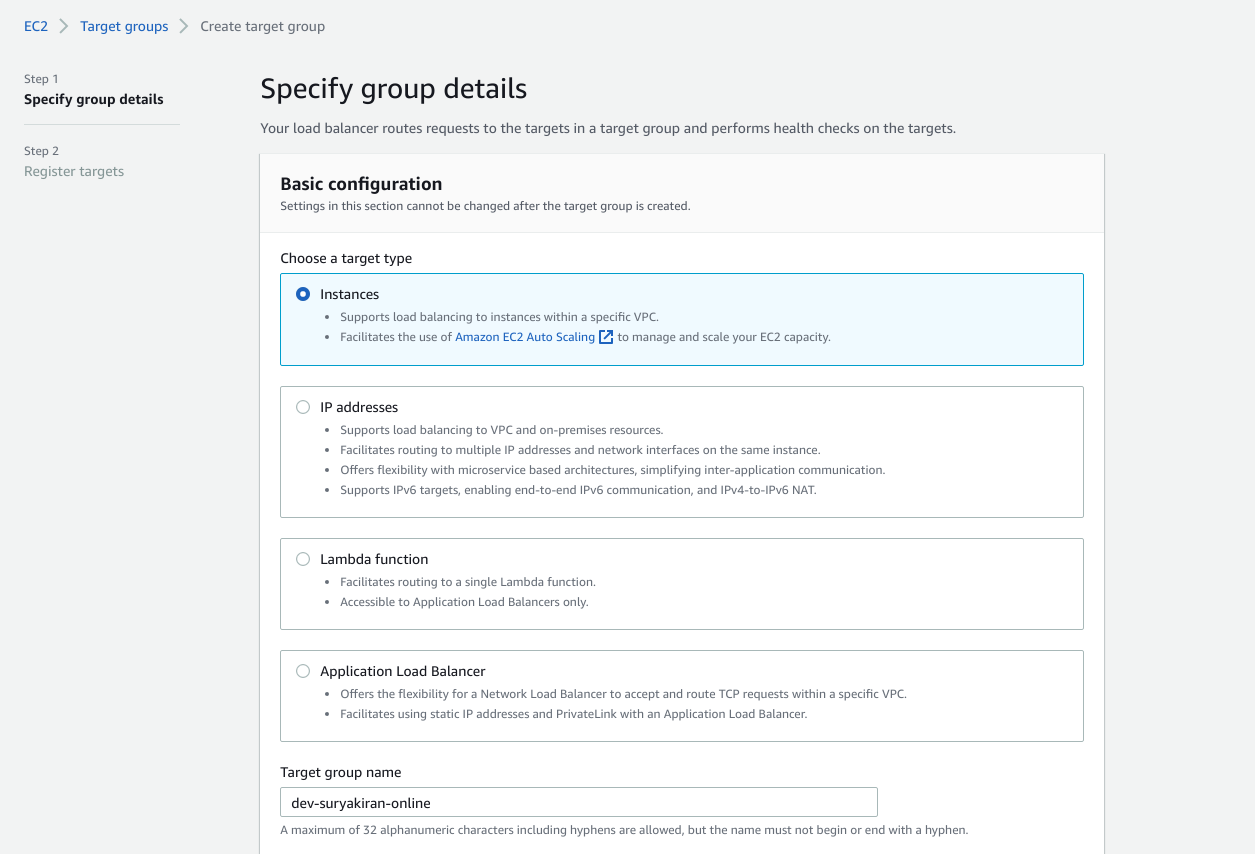 EC2 > Target groups > Create target group
Step 1
Specify group details
Step 2
Register targets
Specify group details
Your load balancer routes requests to the targets in a target group and performs health checks on the targets.
Basic configuration
Settings in this section cannot be changed after the target group is created.
Choose a target type
Instances
• Supports load balancing to instances within a specific VPC.
• Facilitates the use of Amazon EC2 Auto Scaling to manage and scale your EC2 capacity.
IP addresses
• Supports load balancing to VPC and on-premises resources.
• Facilitates routing to multiple IP addresses and network interfaces on the same instance.
• Offers flexibility with microservice based architectures, simplifying inter-application communication.
• Supports IPv6 targets, enabling end-to-end IPv6 communication, and IPv4-to-IPv6 NAT.
Lambda function
• Facilitates routing to a single Lambda function.
• Accessible to Application Load Balancers only.
Application Load Balancer
• Offers the flexibility for a Network Load Balancer to accept and route TCP requests within a specific VPC.
• Facilitates using static IP addresses and PrivateLink with an Application Load Balancer.
Target group name
dev-suryakiran-online
A maximum of 32 alphanumeric characters including hyphens are allowed, but the name must not begin or end with a hyphen.